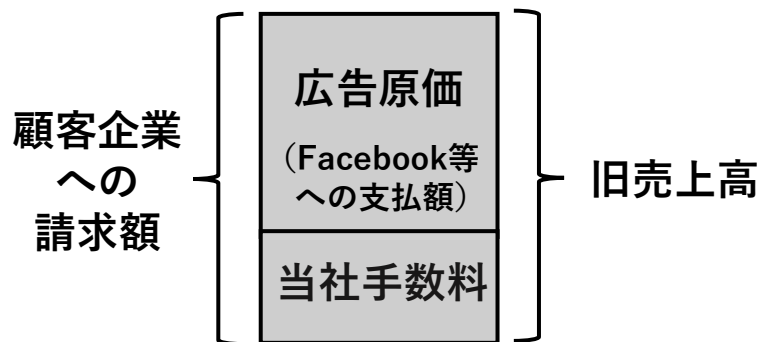 顧客企業
への
請求額
広告原価
（Facebook等
への支払額）
当社手数料
旧売上高